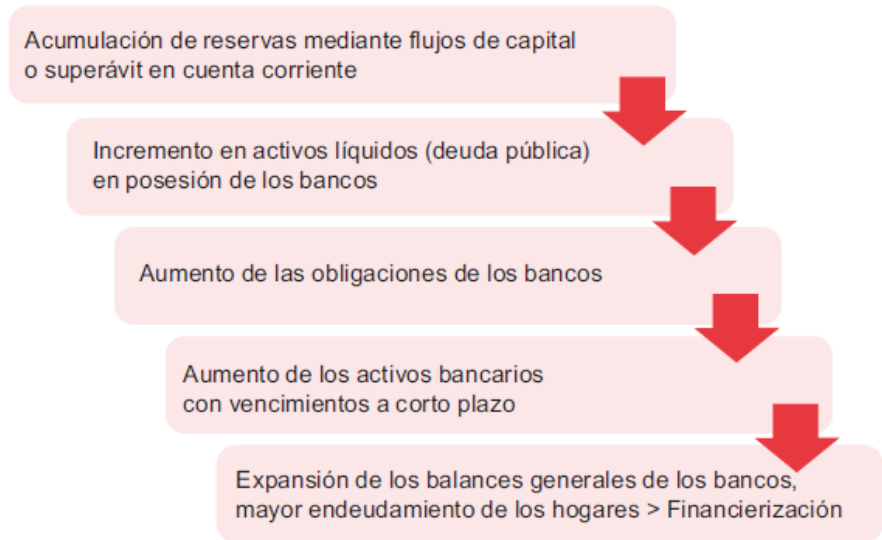 Acumulación de reservas mediante flujos de capital
o superávit en cuenta corriente
Incremento en activos líquidos (deuda pública)
en posesión de los bancos
Aumento de las obligaciones de los bancos
Aumento de los activos bancarios
con vencimientos a corto plazo
Expansión de los balances generales de los bancos,
mayor endeudamiento de los hogares > Financierización